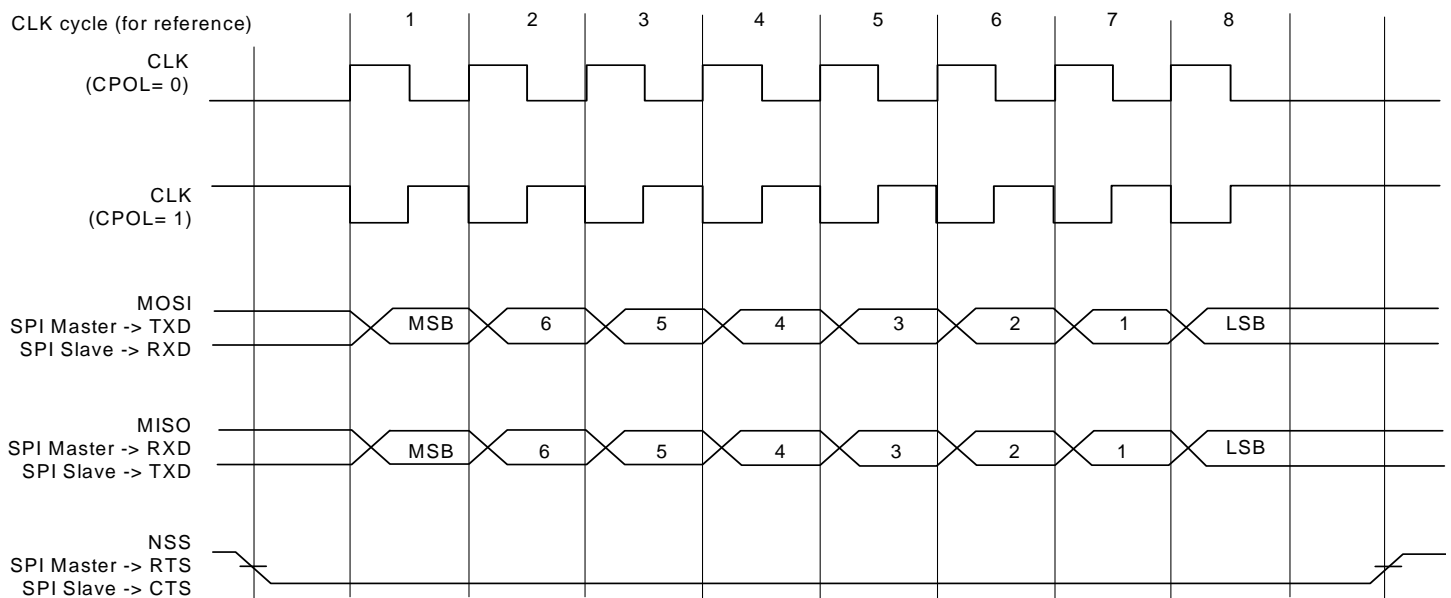 CLK cycle (for reference)
1 2 3 4 5 6 7 8
CLK
(CPOL= 0)
CLK
(CPOL= 1)
MOSI
SPI Master -> TXD
SPI Slave -> RXD
MSB 6 5 4 3 2 1 LSB
MISO
SPI Master -> RXD
SPI Slave -> TXD
MSB 6 5 4 3 2 1 LSB
NSS
SPI Master -> RTS
SPI Slave -> CTS